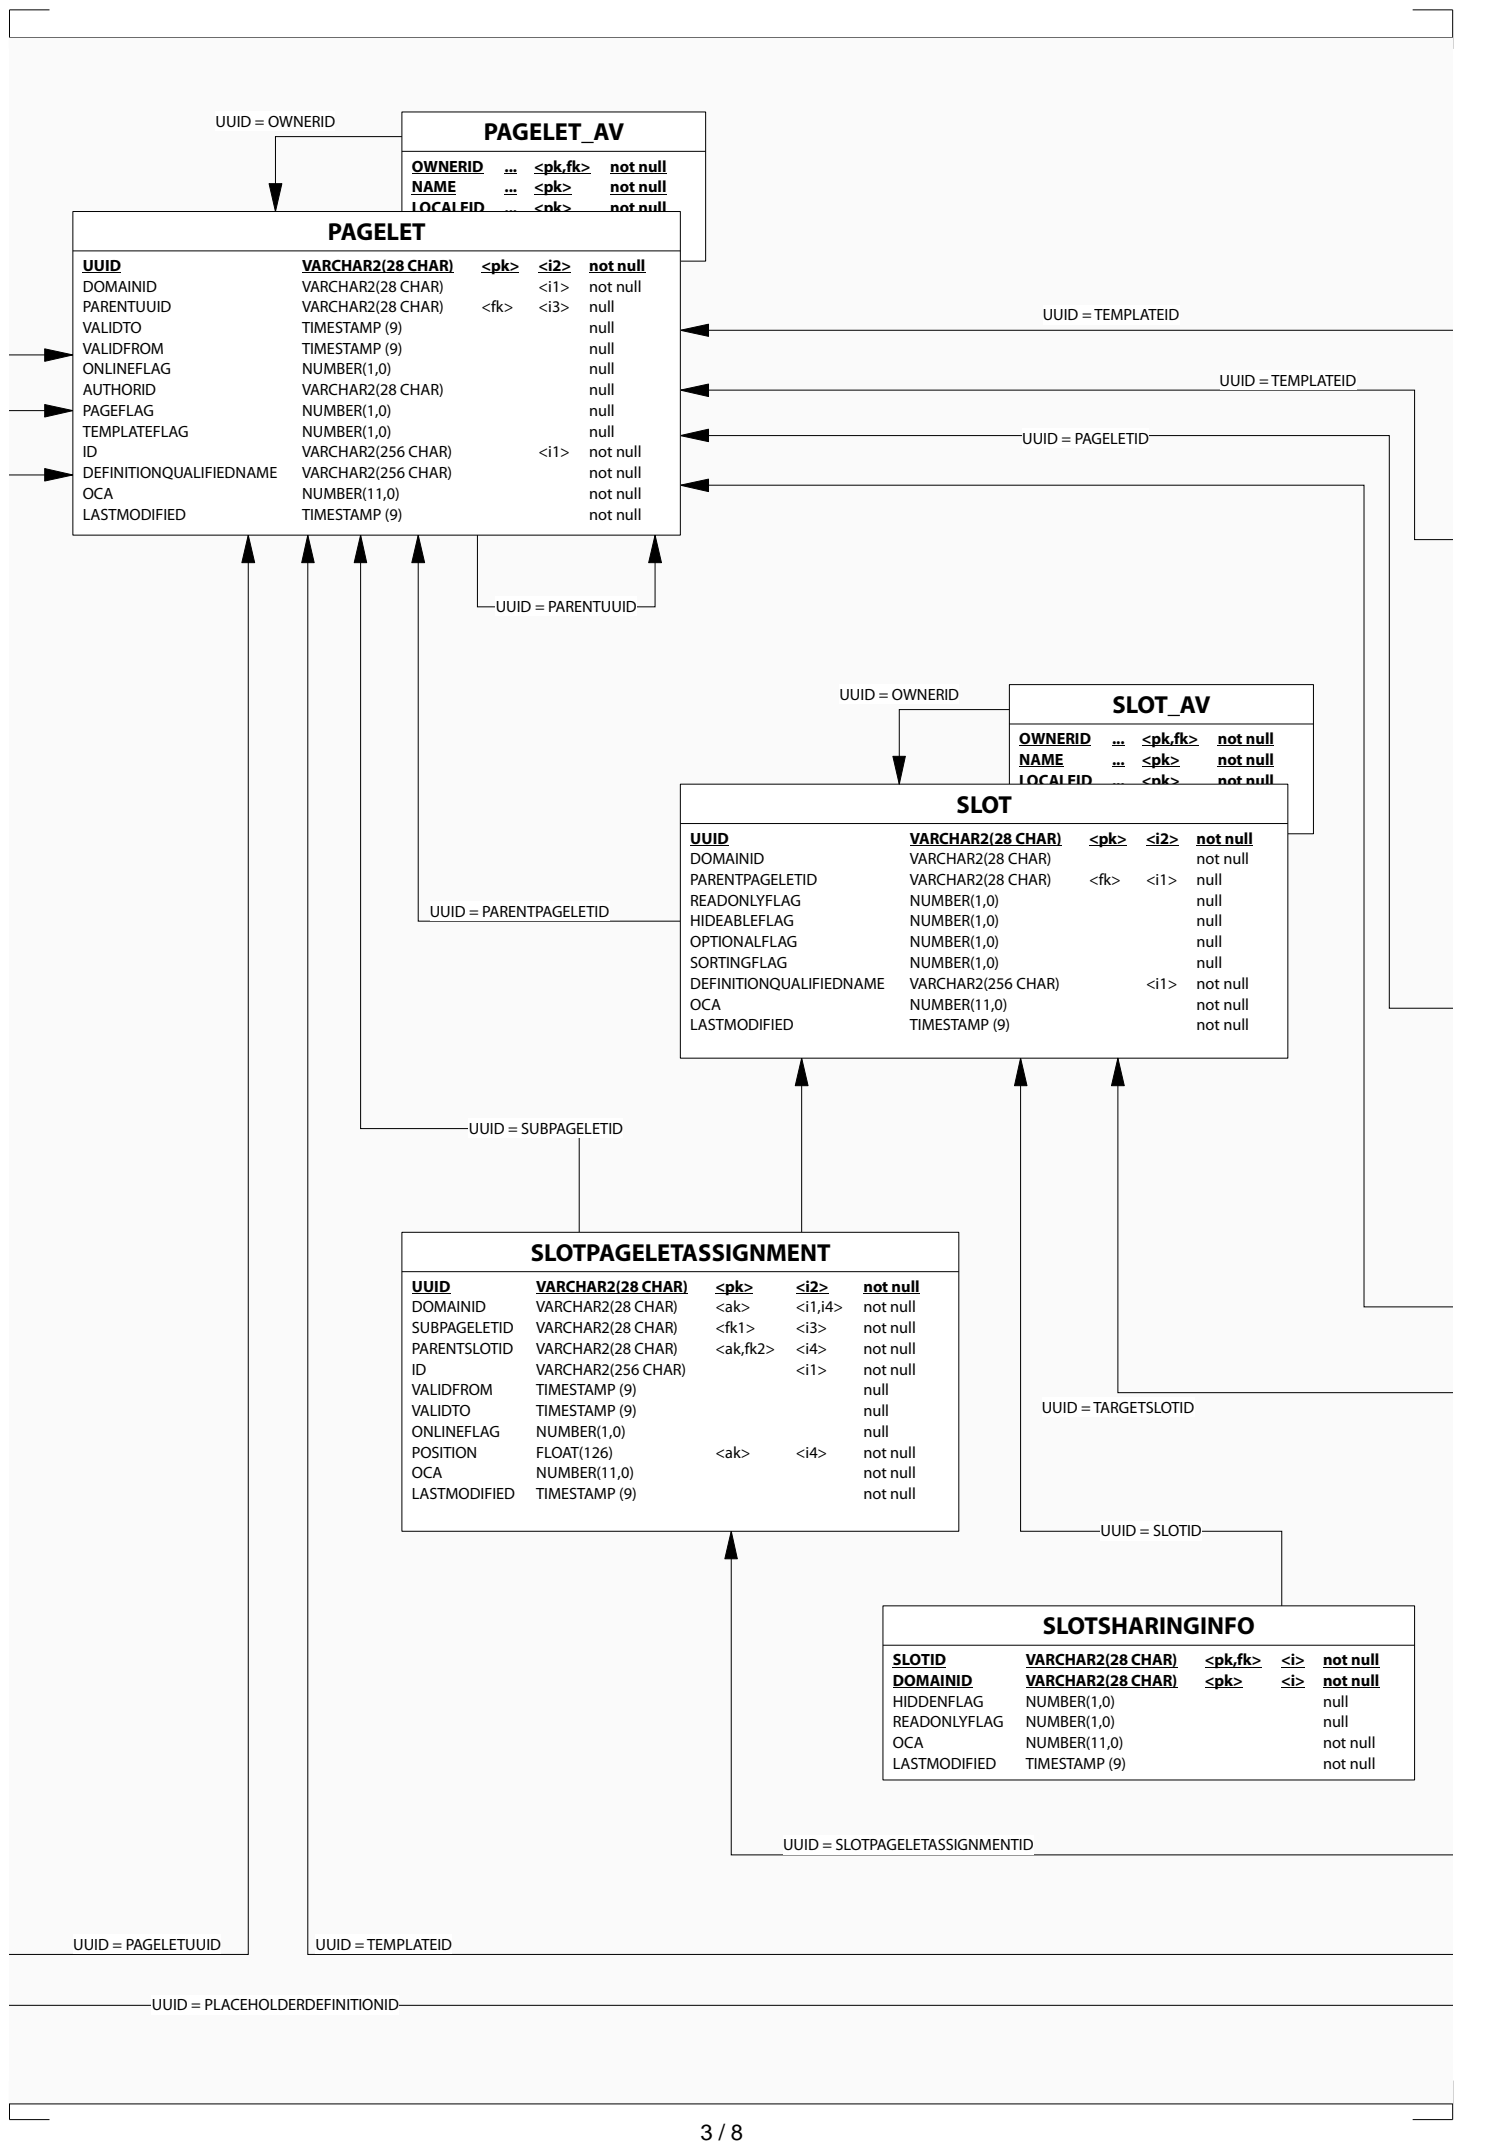 UUID = OWNERID
PAGELET_AV
OWNERID ... <pk,fk> not null
NAME ... <pk> not null
LOCALEID ... <pk> not null
PAGELET
UUID VARCHAR2(28 CHAR) <pk> <i2> not null
DOMAINID VARCHAR2(28 CHAR) <i1> not null
PARENTUUID VARCHAR2(28 CHAR) <fk> <i3> null
VALIDTO TIMESTAMP (9) null
VALIDFROM TIMESTAMP (9) null
ONLINEFLAG NUMBER(1,0) null
AUTHORID VARCHAR2(28 CHAR) null
PAGEFLAG NUMBER(1,0) null
TEMPLATEFLAG NUMBER(1,0) null
ID VARCHAR2(256 CHAR) <i1> not null
DEFINITIONQUALIFIEDNAME VARCHAR2(256 CHAR) not null
OCA NUMBER(11,0) not null
LASTMODIFIED TIMESTAMP (9) not null
UUID = TEMPLATEID
UUID = TEMPLATEID
UUID = PAGELETID
UUID = PARENTUUID
UUID = OWNERID
SLOT_AV
OWNERID ... <pk,fk> not null
NAME ... <pk> not null
LOCALEID ... <pk> not null
SLOT
UUID VARCHAR2(28 CHAR) <pk> <i2> not null
DOMAINID VARCHAR2(28 CHAR) not null
PARENTPAGELETID VARCHAR2(28 CHAR) <fk> <i1> null
READONLYFLAG NUMBER(1,0) null
HIDEABLEFLAG NUMBER(1,0) null
OPTIONALFLAG NUMBER(1,0) null
SORTINGFLAG NUMBER(1,0) null
DEFINITIONQUALIFIEDNAME VARCHAR2(256 CHAR) <i1> not null
OCA NUMBER(11,0) not null
LASTMODIFIED TIMESTAMP (9) not null
UUID = PARENTPAGELETID
UUID = SUBPAGELETID
SLOTPAGELETASSIGNMENT
UUID VARCHAR2(28 CHAR) <pk> <i2> not null
DOMAINID VARCHAR2(28 CHAR) <ak> <i1,i4> not null
SUBPAGELETID VARCHAR2(28 CHAR) <fk1> <i3> not null
PARENTSLOTID VARCHAR2(28 CHAR) <ak,fk2> <i4> not null
ID VARCHAR2(256 CHAR) <i1> not null
VALIDFROM TIMESTAMP (9) null
VALIDTO TIMESTAMP (9) null
ONLINEFLAG NUMBER(1,0) null
POSITION FLOAT(126) <ak> <i4> not null
OCA NUMBER(11,0) not null
LASTMODIFIED TIMESTAMP (9) not null
UUID = TARGETSLOTID
UUID = SLOTID
SLOTSHARINGINFO
SLOTID VARCHAR2(28 CHAR) <pk,fk> <i> not null
DOMAINID VARCHAR2(28 CHAR) <pk> <i> not null
HIDDENFLAG NUMBER(1,0) null
READONLYFLAG NUMBER(1,0) null
OCA NUMBER(11,0) not null
LASTMODIFIED TIMESTAMP (9) not null
UUID = SLOTPAGELETASSIGNMENTID
UUID = PAGELETUUID
UUID = TEMPLATEID
UUID = PLACEHOLDERDEFINITIONID
3 / 8